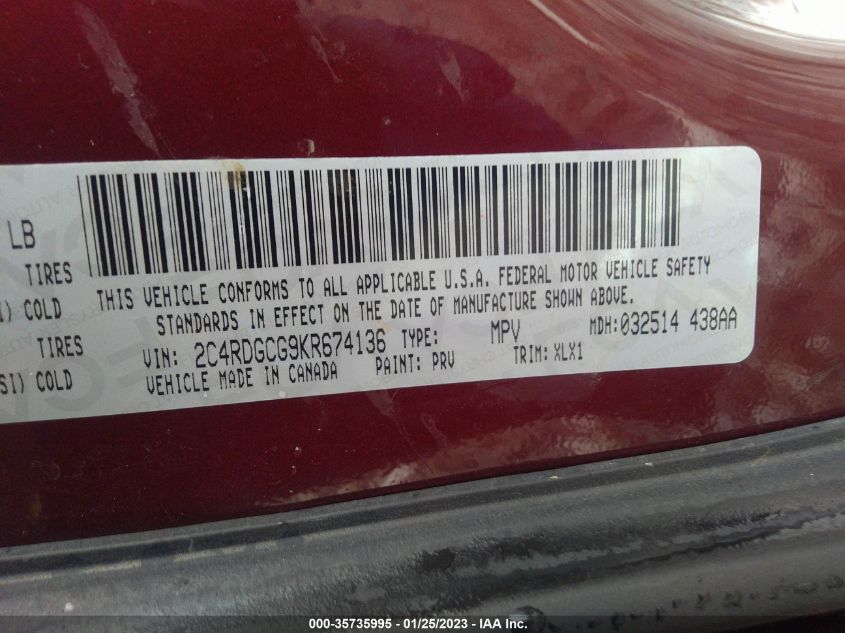 LB
TIRES
THIS VEHICLE CONFORMS TO ALL APPLICABLE U.S.A. FEDERAL MOTOR VEHICLE SAFETY
I) COLD
STANDARDS IN EFFECT ON THE DATE OF MANUFACTURE SHOWN ABOVE.
TIRES
VIN: 2C4RDGCG9KR674136 TYPE: MPV MDH:032514 438AA
SI) COLD
VEHICLE MADE IN CANADA PAINT: PRV TRIM: XLX1
000-35735995 - 01/25/2023 - IAA Inc.